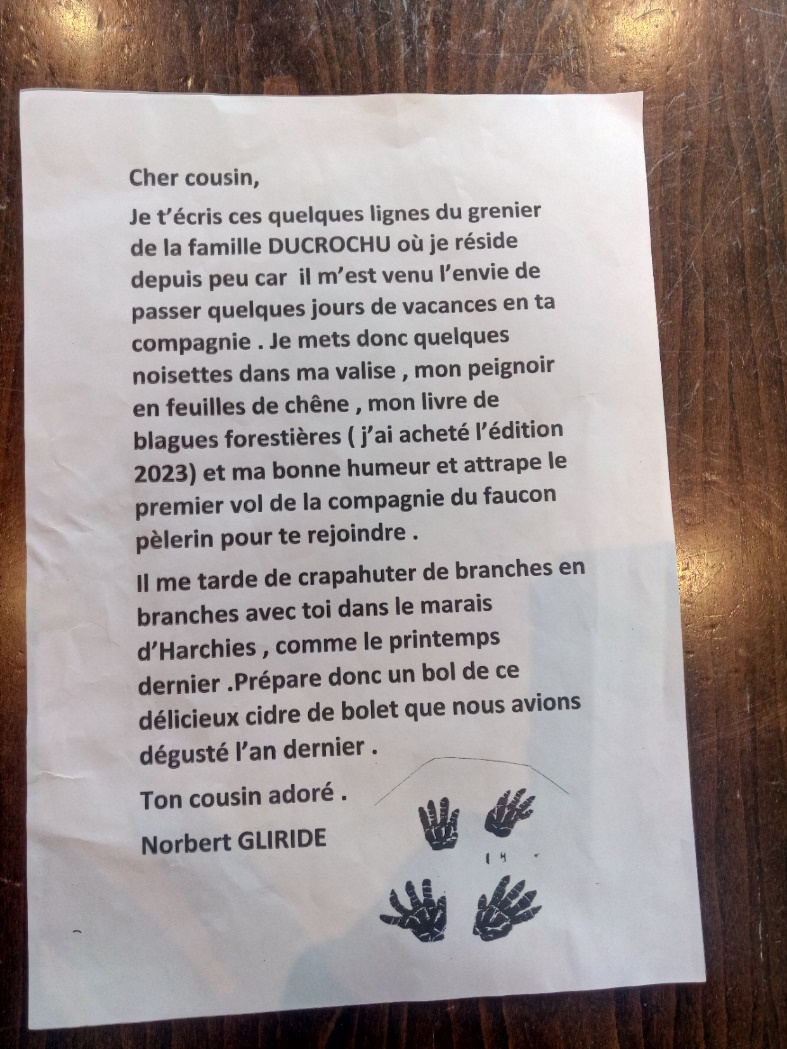 Cher cousin,
Je t'écris ces quelques lignes du grenier
de la famille DUCROCHU où je réside
depuis peu car  il m'est venu l'envie de
passer quelques jours de vacances en ta
compagnie . Je mets donc quelques
noisettes dans ma valise , mon peignoir
en feuilles de chêne , mon livre de
blagues forestières ( j'ai acheté l'édition
2023) et ma bonne humeur et attrape le
premier vol de la compagnie du faucon
pèlerin pour te rejoindre .
Il me tarde de crapahuter de branches en
branches avec toi dans le marais
d'Harchies , comme le printemps
dernier .Prépare donc un bol de ce
délicieux cidre de bolet que nous avions
dégusté l'an dernier .
Ton cousin adoré .
Norbert GLIRIDE